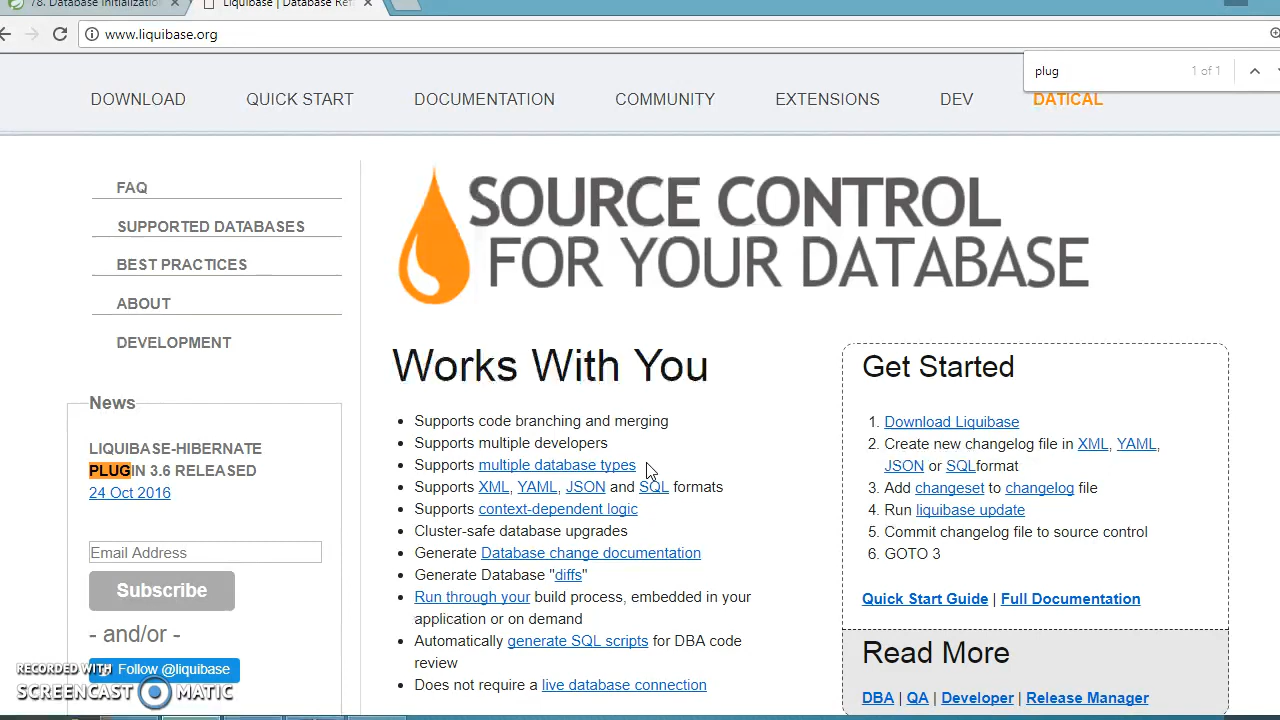 78. Database Initializatio
Liquibase | Database Refa
www.liquibase.org
plug 1 of 1
DOWNLOAD QUICK START DOCUMENTATION COMMUNITY EXTENSIONS DEV DATICAL
FAQ
SUPPORTED DATABASES
BEST PRACTICES
ABOUT
DEVELOPMENT
News
LIQUIBASE-HIBERNATE
PLUGIN 3.6 RELEASED
24 Oct 2016
Email Address
Subscribe
- and/or -
Follow @liquibase
SOURCE CONTROL
FOR YOUR DATABASE
Works With You
• Supports code branching and merging
• Supports multiple developers
• Supports multiple database types
• Supports XML, YAML, JSON and SQL formats
• Supports context-dependent logic
• Cluster-safe database upgrades
• Generate Database change documentation
• Generate Database "diffs"
• Run through your build process, embedded in your
application or on demand
• Automatically generate SQL scripts for DBA code
review
• Does not require a live database connection
Get Started
1. Download Liquibase
2. Create new changelog file in XML, YAML,
JSON or SQLformat
3. Add changeset to changelog file
4. Run liquibase update
5. Commit changelog file to source control
6. GOTO 3
Quick Start Guide | Full Documentation
Read More
DBA | QA | Developer | Release Manager
RECORDED WITH
SCREENCAST MATIC